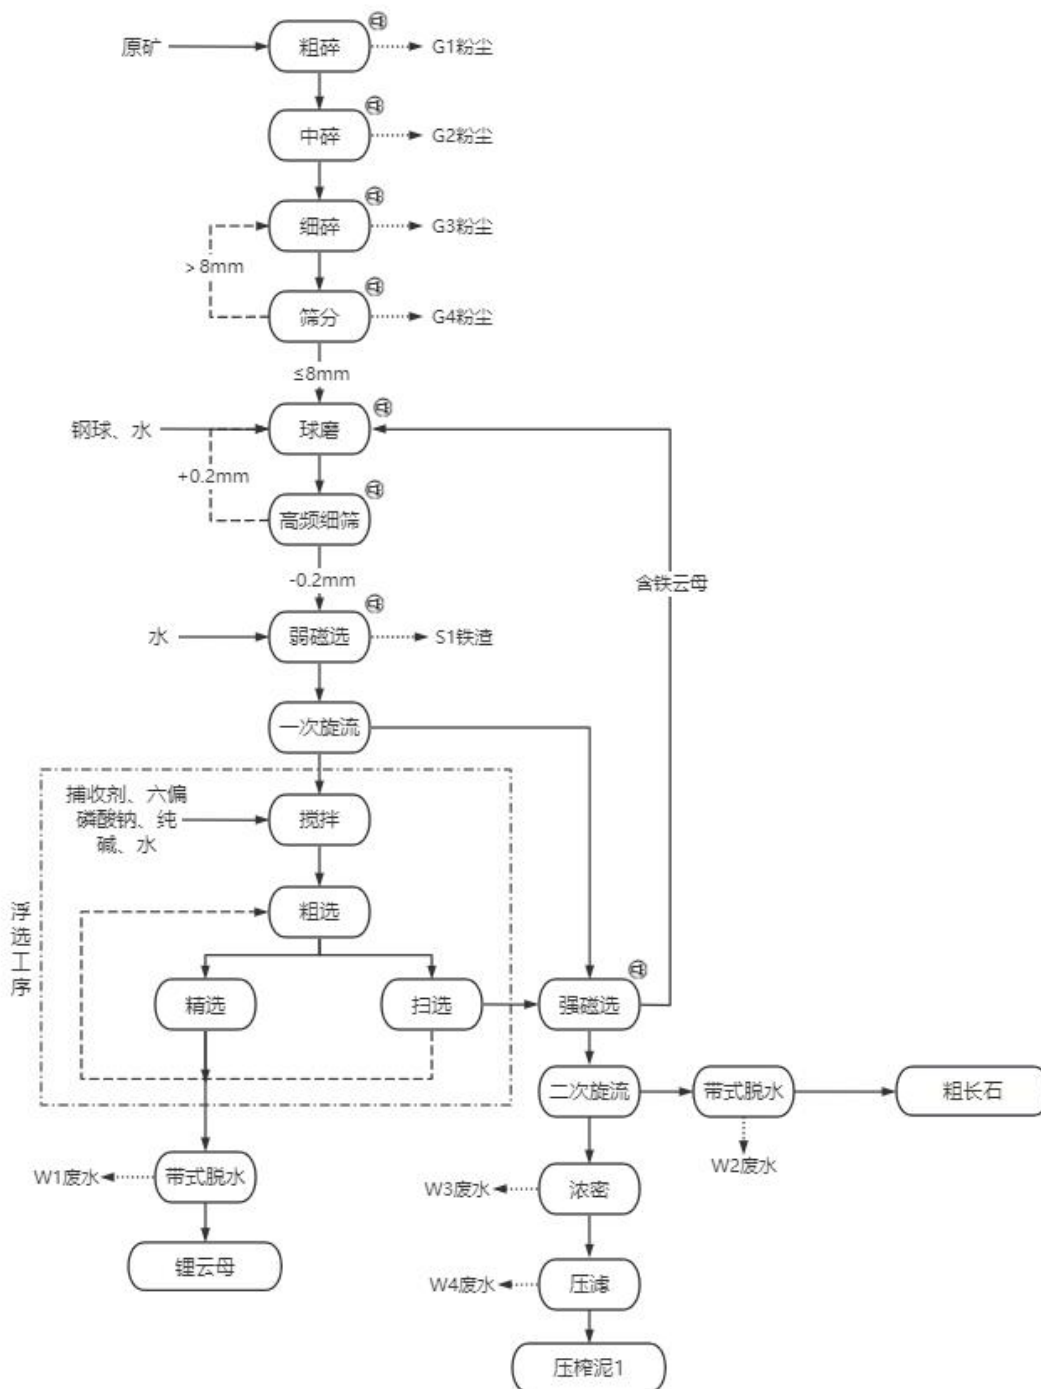 原矿
粗碎
G1粉尘
中碎
G2粉尘
细碎
G3粉尘
>8mm
筛分
G4粉尘
≤8mm
钢球、水
球磨
+0.2mm
高频细筛
-0.2mm
含铁云母
水
弱磁选
S1铁渣
一次旋流
捕收剂、六偏
磷酸钠、纯
碱、水
搅拌
浮选工序
粗选
精选
扫选
强磁选
二次旋流
带式脱水
粗长石
W2废水
W1废水
带式脱水
W3废水
浓密
锂云母
W4废水
压滤
压榨泥1